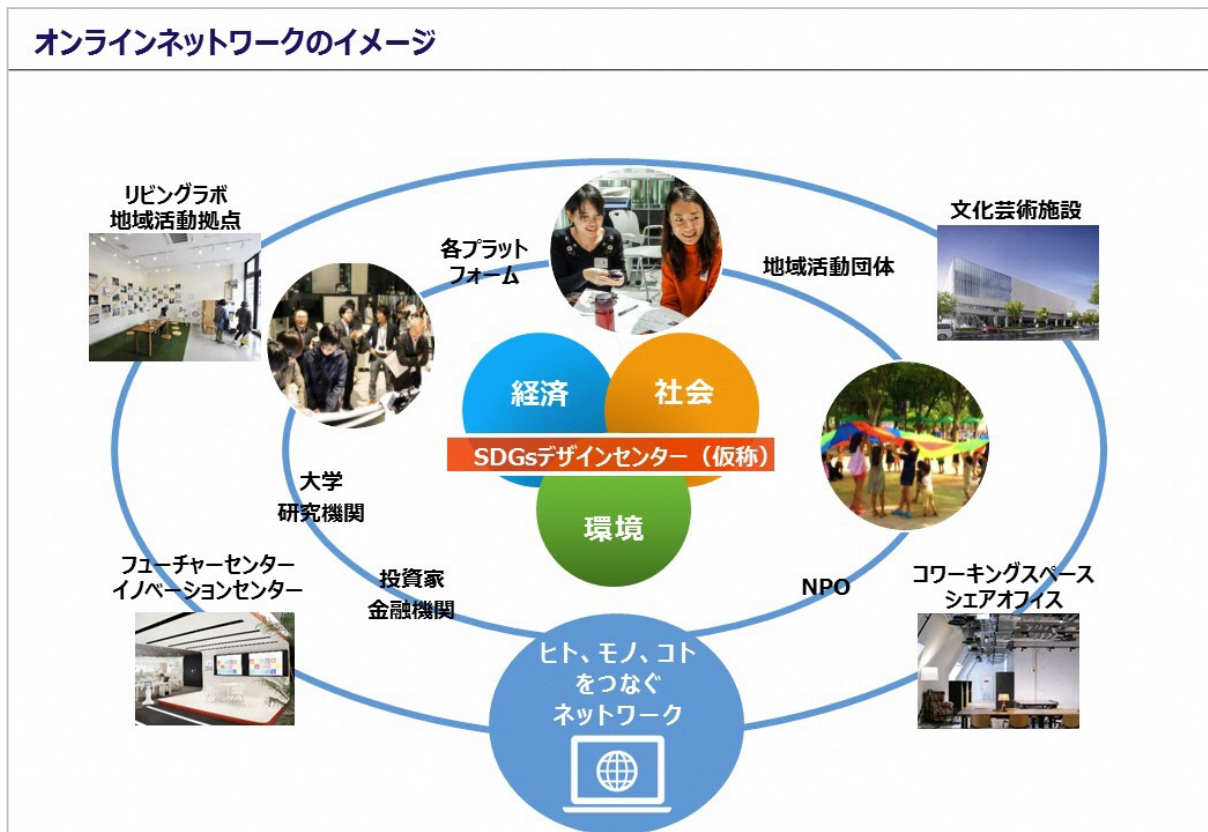 オンラインネットワークのイメージ
リビングラボ
地域活動拠点
各プラット
フォーム
地域活動団体
文化芸術施設
経済
社会
SDGsデザインセンター（仮称）
環境
大学
研究機関
投資家
金融機関
NPO
フューチャーセンター
イノベーションセンター
コワーキングスペース
シェアオフィス
ヒト、モノ、コト
をつなぐ
ネットワーク